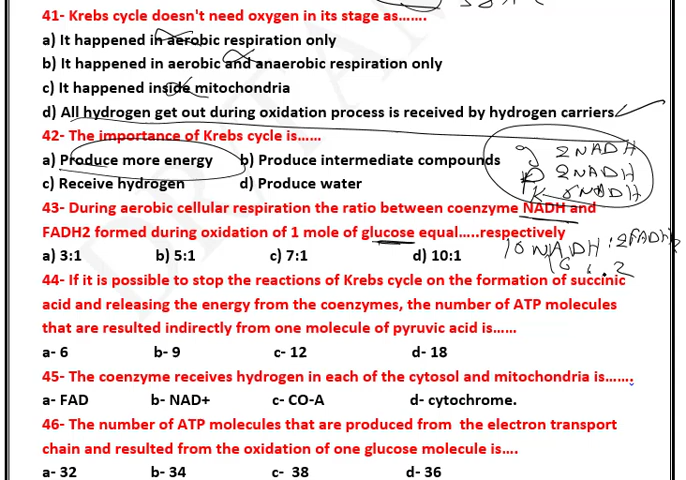 41- Krebs cycle doesn't need oxygen in its stage as…….
a) It happened in aerobic respiration only
b) It happened in aerobic and anaerobic respiration only
c) It happened inside mitochondria
d) All hydrogen get out during oxidation process is received by hydrogen carriers
42- The importance of Krebs cycle is……
2NADH
a) Produce more energy b) Produce intermediate compounds
2NADH
c) Receive hydrogen d) Produce water
K 6NADH
43- During aerobic cellular respiration the ratio between coenzyme NADH and
FADH2 formed during oxidation of 1 mole of glucose equal…..respectively
10 NADH : 2FADH2
a) 3:1 b) 5:1 c) 7:1 d) 10:1
10 : 2
44- If it is possible to stop the reactions of Krebs cycle on the formation of succinic
acid and releasing the energy from the coenzymes, the number of ATP molecules
that are resulted indirectly from one molecule of pyruvic acid is……
a- 6 b- 9 c- 12 d- 18
45- The coenzyme receives hydrogen in each of the cytosol and mitochondria is…….
a- FAD b- NAD+ c- CO-A d- cytochrome.
46- The number of ATP molecules that are produced from the electron transport
chain and resulted from the oxidation of one glucose molecule is….
a- 32 b- 34 c- 38 d- 36